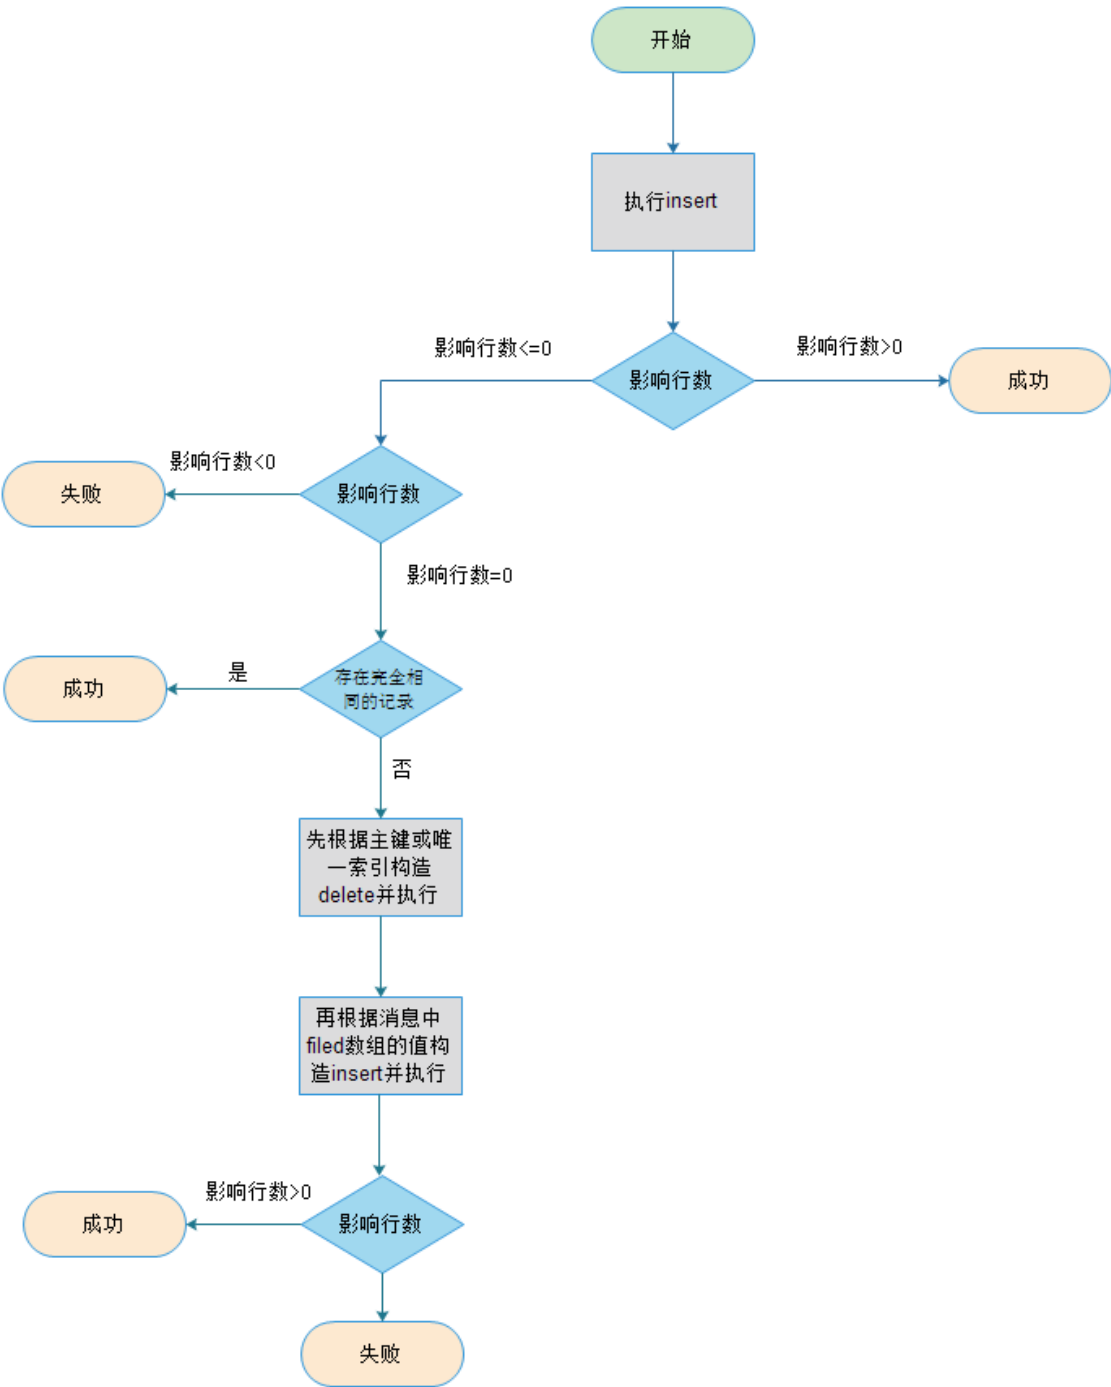 开始
执行insert
影响行数<=0
影响行数>0
影响行数
成功
影响行数<0
失败
影响行数
影响行数=0
成功
是
存在完全相
同的记录
否
先根据主键或唯
一索引构造
delete并执行
再根据消息中
filed数组的值构
造insert并执行
影响行数>0
成功
影响行数
失败